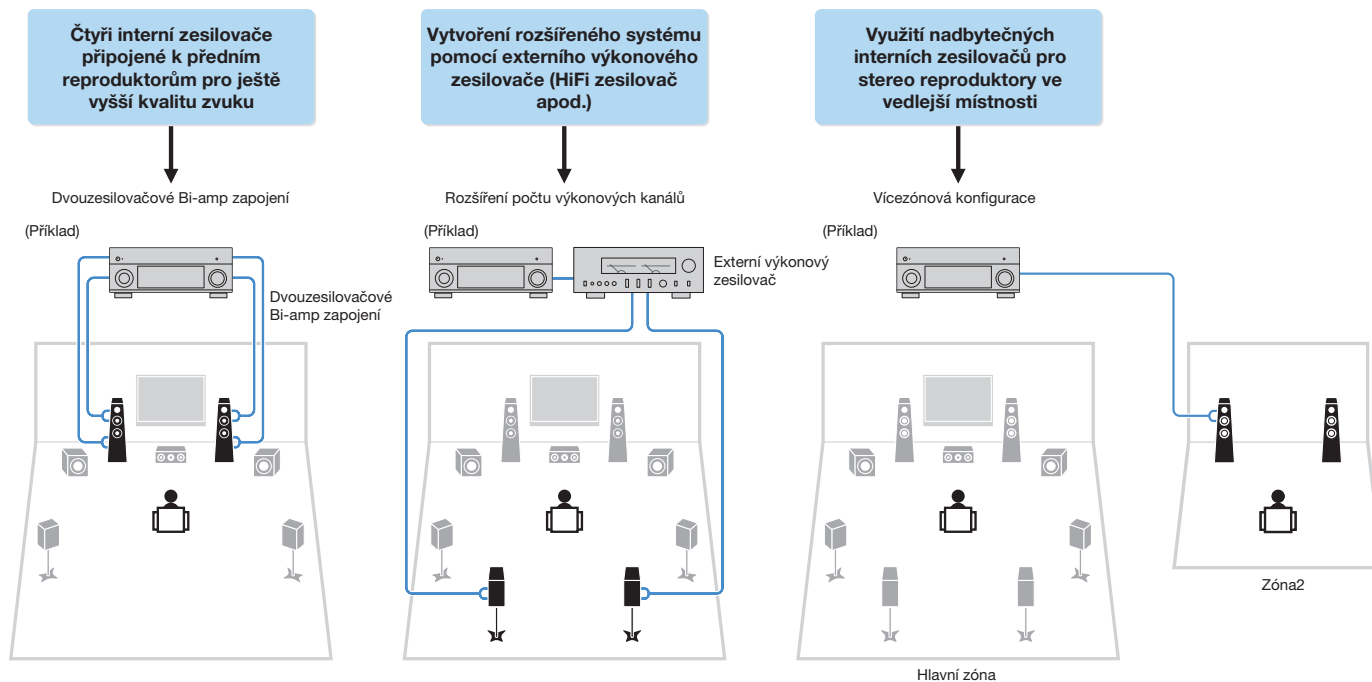 Čtyři interní zesilovače
připojené k předním
reproduktorům pro ještě
vyšší kvalitu zvuku
Dvouzesilovačové Bi-amp zapojení
(Příklad)
Dvouzesilovačové
Bi-amp zapojení
Vytvoření rozšířeného systému
pomocí externího výkonového
zesilovače (HiFi zesilovač
apod.)
Rozšíření počtu výkonových kanálů
(Příklad)
Externí výkonový
zesilovač
Využití nadbytečných
interních zesilovačů pro
stereo reproduktory ve
vedlejší místnosti
Vícezónová konfigurace
(Příklad)
Zóna2
Hlavní zóna